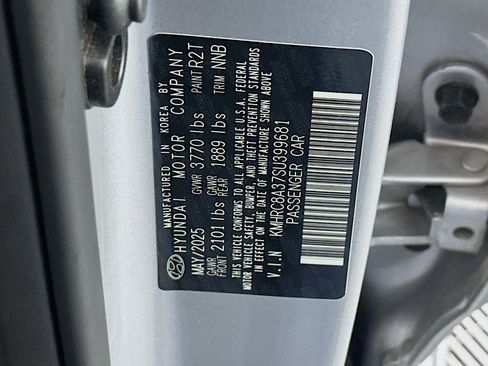 MANUFACTURED IN KOREA BY
HYUNDAI MOTOR COMPANY
MAY/2025 GVWR 3770 lbs PAINT R2T
GAWR FRONT 2101 lbs GAWR REAR 1889 lbs TRIM NNB
THIS VEHICLE CONFORMS TO ALL APPLICABLE U.S.A. FEDERAL
MOTOR VEHICLE SAFETY, BUMPER, AND THEFT PREVENTION STANDARDS
IN EFFECT ON THE DATE OF MANUFACTURE SHOWN ABOVE
V.I.N KMHRC8A37SU399681
PASSENGER CAR